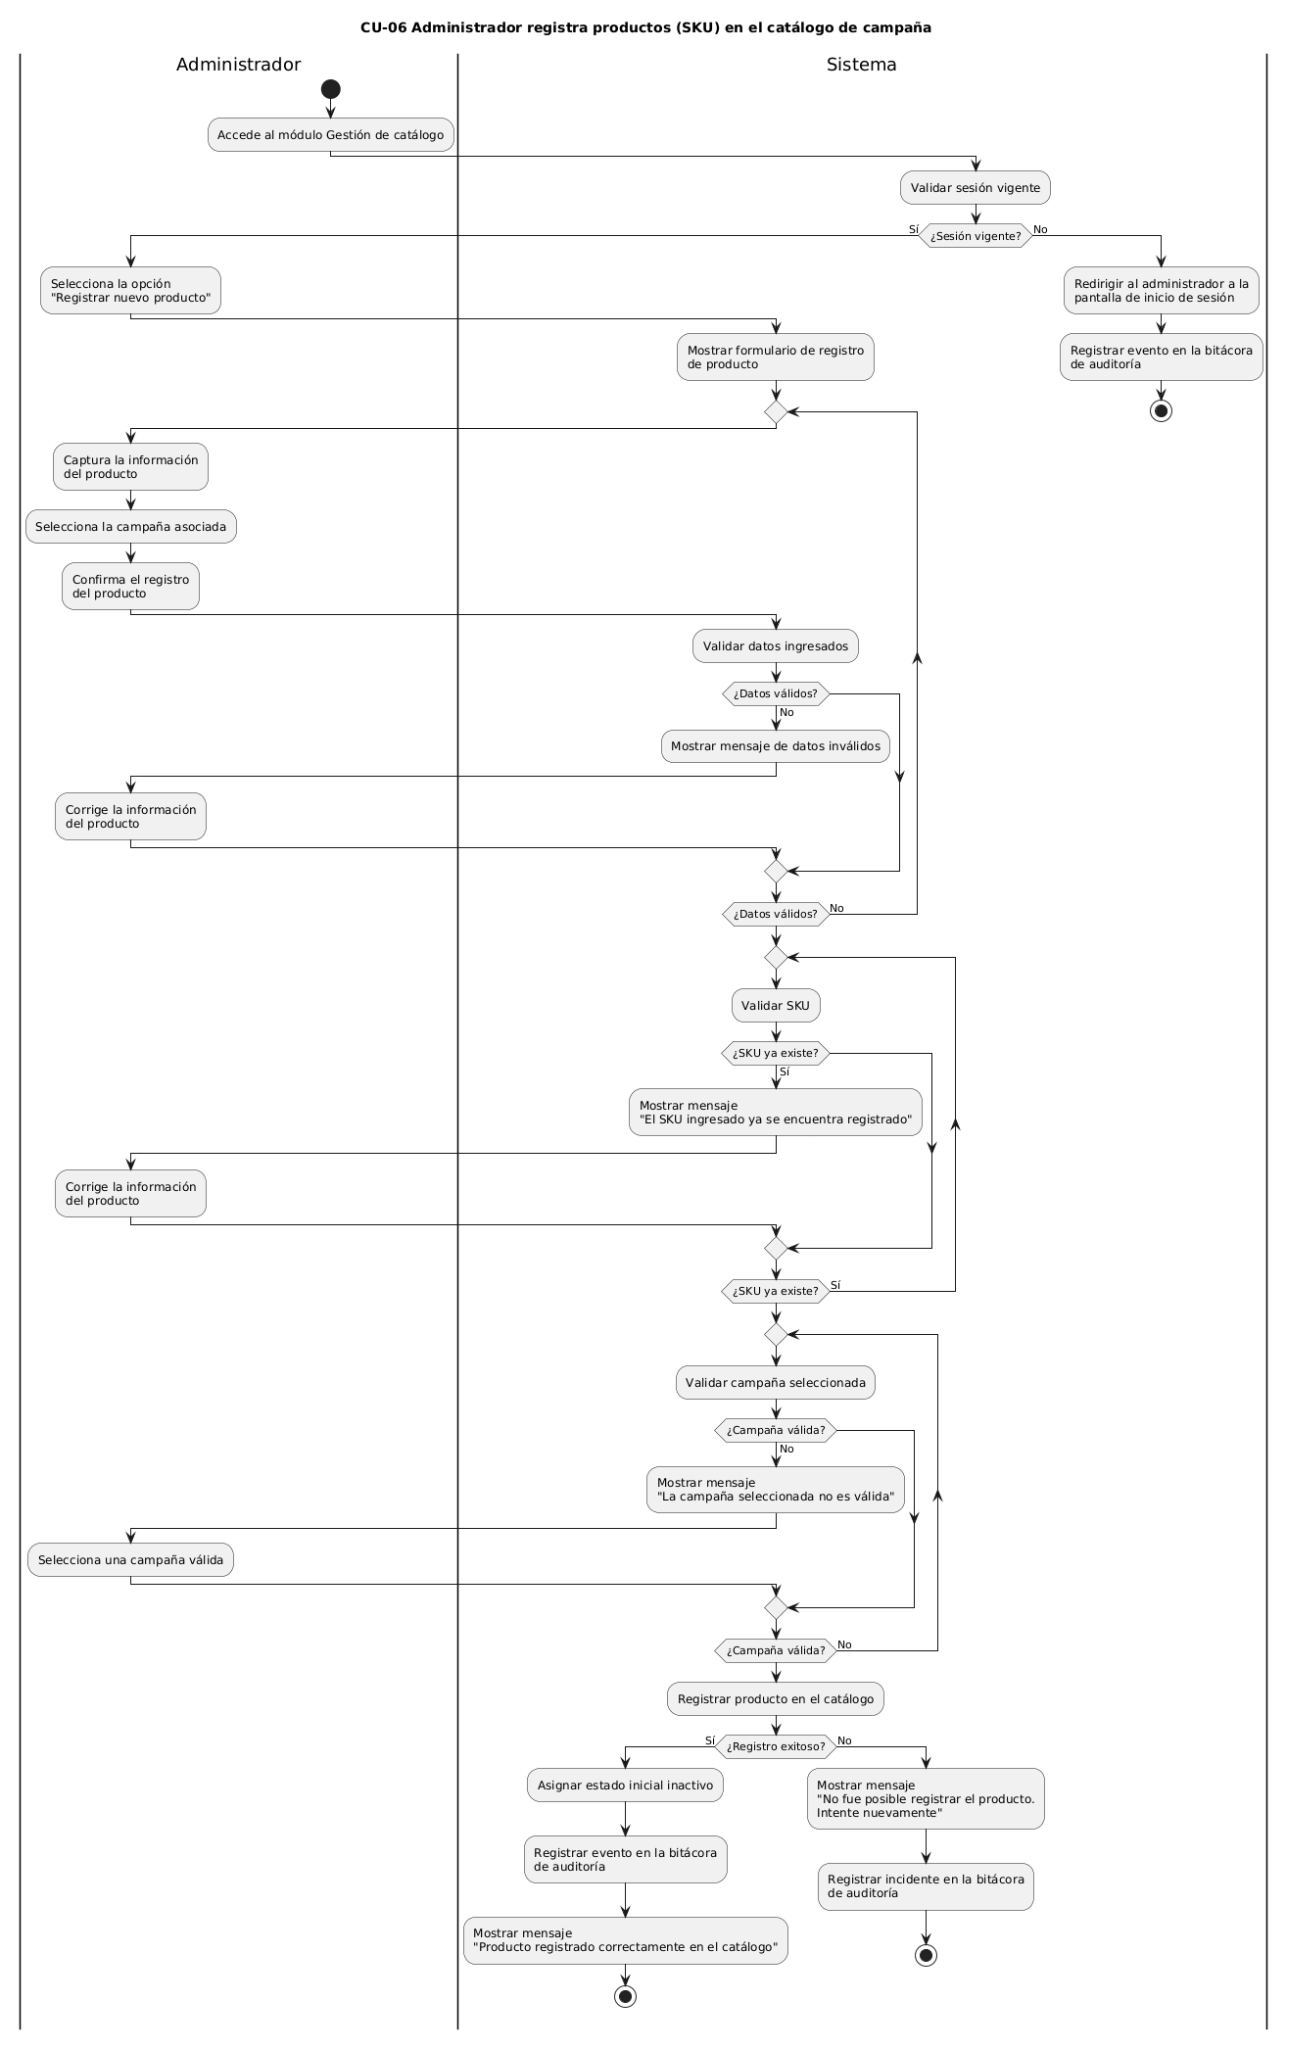 CU-06 Administrador registra productos (SKU) en el catálogo de campaña
Administrador
Sistema
Accede al módulo Gestión de catálogo
Validar sesión vigente
Sí
¿Sesión vigente?
No
Selecciona la opción
"Registrar nuevo producto"
Redirigir al administrador a la
pantalla de inicio de sesión
Mostrar formulario de registro
de producto
Registrar evento en la bitácora
de auditoría
Captura la información
del producto
Selecciona la campaña asociada
Confirma el registro
del producto
Validar datos ingresados
¿Datos válidos?
No
Mostrar mensaje de datos inválidos
Corrige la información
del producto
¿Datos válidos?
No
Validar SKU
¿SKU ya existe?
Sí
Mostrar mensaje
"El SKU ingresado ya se encuentra registrado"
Corrige la información
del producto
¿SKU ya existe?
Sí
Validar campaña seleccionada
¿Campaña válida?
No
Mostrar mensaje
"La campaña seleccionada no es válida"
Selecciona una campaña válida
¿Campaña válida?
No
Registrar producto en el catálogo
Sí
¿Registro exitoso?
No
Asignar estado inicial inactivo
Mostrar mensaje
"No fue posible registrar el producto.
Intente nuevamente"
Registrar evento en la bitácora
de auditoría
Registrar incidente en la bitácora
de auditoría
Mostrar mensaje
"Producto registrado correctamente en el catálogo"